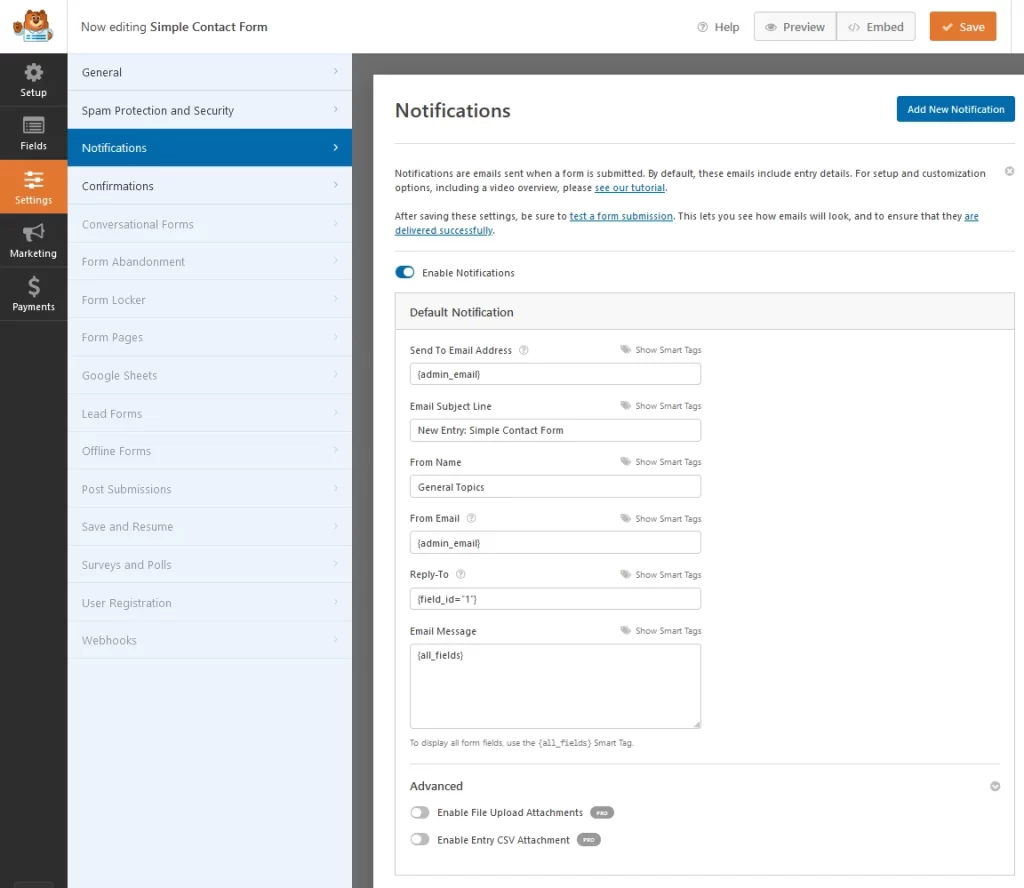 Now editing Simple Contact Form
Help
Preview
Embed
Save
Setup
Fields
Settings
Marketing
Payments
General
Spam Protection and Security
Notifications
Confirmations
Conversational Forms
Form Abandonment
Form Locker
Form Pages
Google Sheets
Lead Forms
Offline Forms
Post Submissions
Save and Resume
Surveys and Polls
User Registration
Webhooks
Notifications
Add New Notification
Notifications are emails sent when a form is submitted. By default, these emails include entry details. For setup and customization
options, including a video overview, please see our tutorial.
After saving these settings, be sure to test a form submission. This lets you see how emails will look, and to ensure that they are
delivered successfully.
Enable Notifications
Default Notification
Send To Email Address
Show Smart Tags
{admin_email}
Email Subject Line
Show Smart Tags
New Entry: Simple Contact Form
From Name
Show Smart Tags
General Topics
From Email
Show Smart Tags
{admin_email}
Reply-To
Show Smart Tags
{field_id="1"}
Email Message
Show Smart Tags
{all_fields}
To display all form fields, use the {all_fields} Smart Tag.
Advanced
Enable File Upload Attachments PRO
Enable Entry CSV Attachment PRO